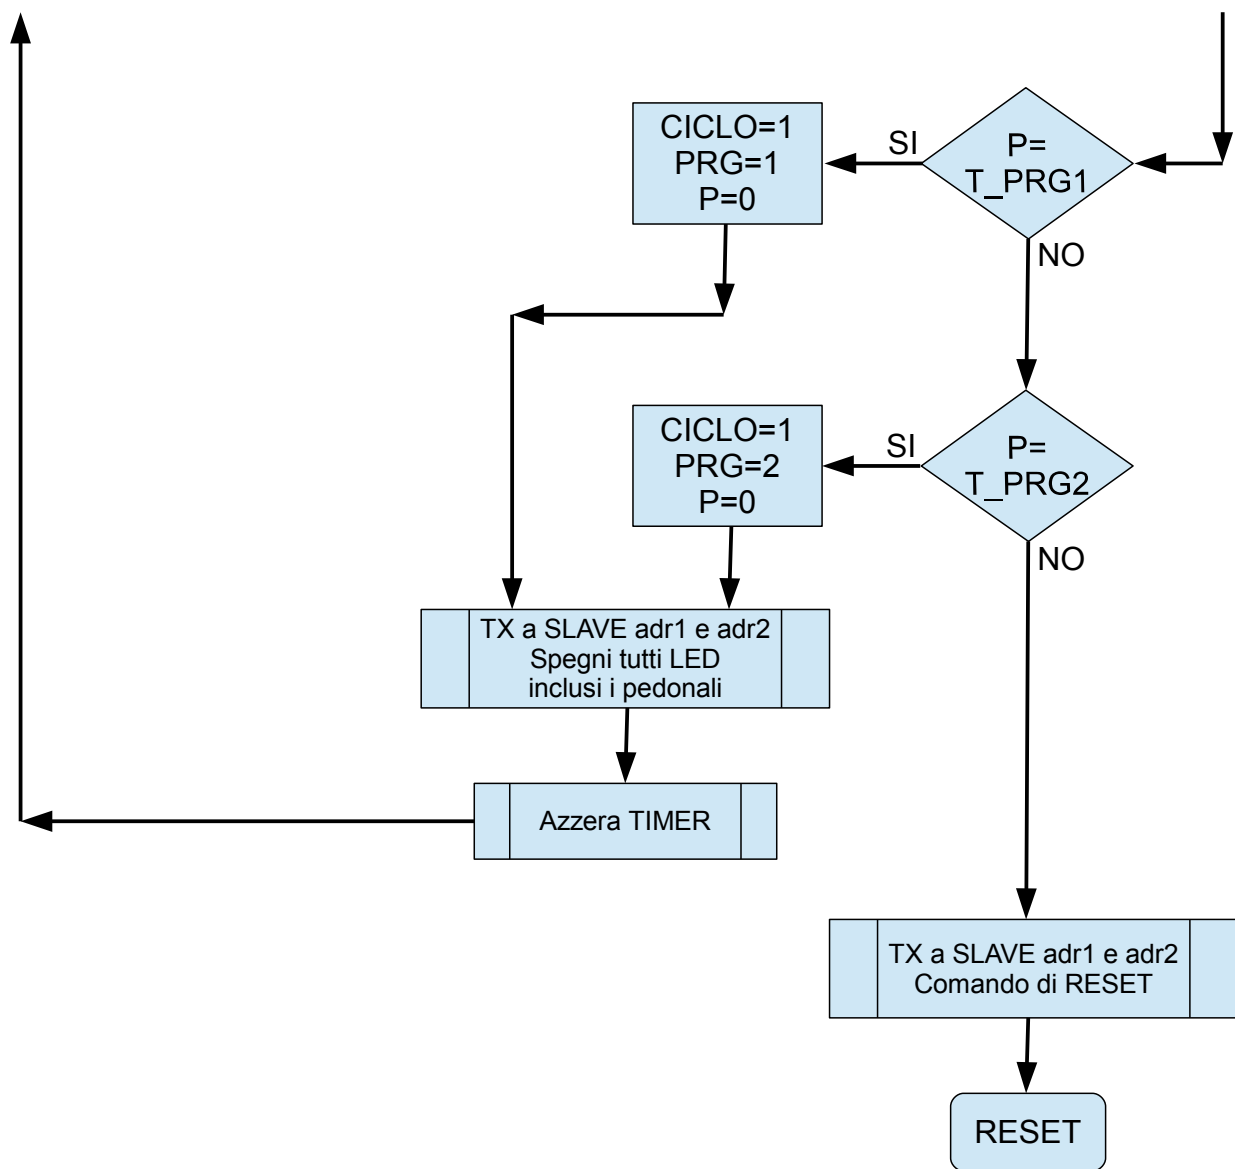 CICLO=1
PRG=1
P=0
SI
P=
T_PRG1
NO
CICLO=1
PRG=2
P=0
SI
P=
T_PRG2
NO
TX a SLAVE adr1 e adr2
Spegni tutti LED
inclusi i pedonali
Azzera TIMER
TX a SLAVE adr1 e adr2
Comando di RESET
RESET